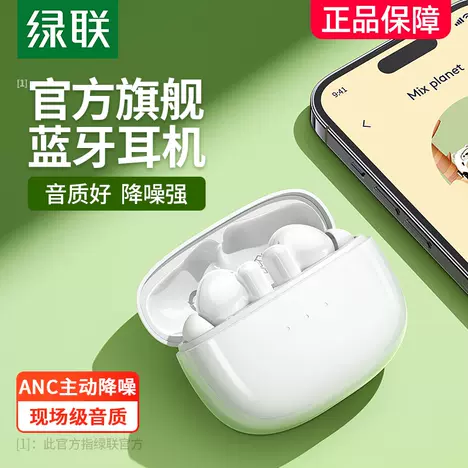 绿联
正品保障
[1]
官方旗舰
蓝牙耳机
音质好 降噪强
9:41
Mix planet
ANC主动降噪
现场级音质
[1]：此官方指绿联官方